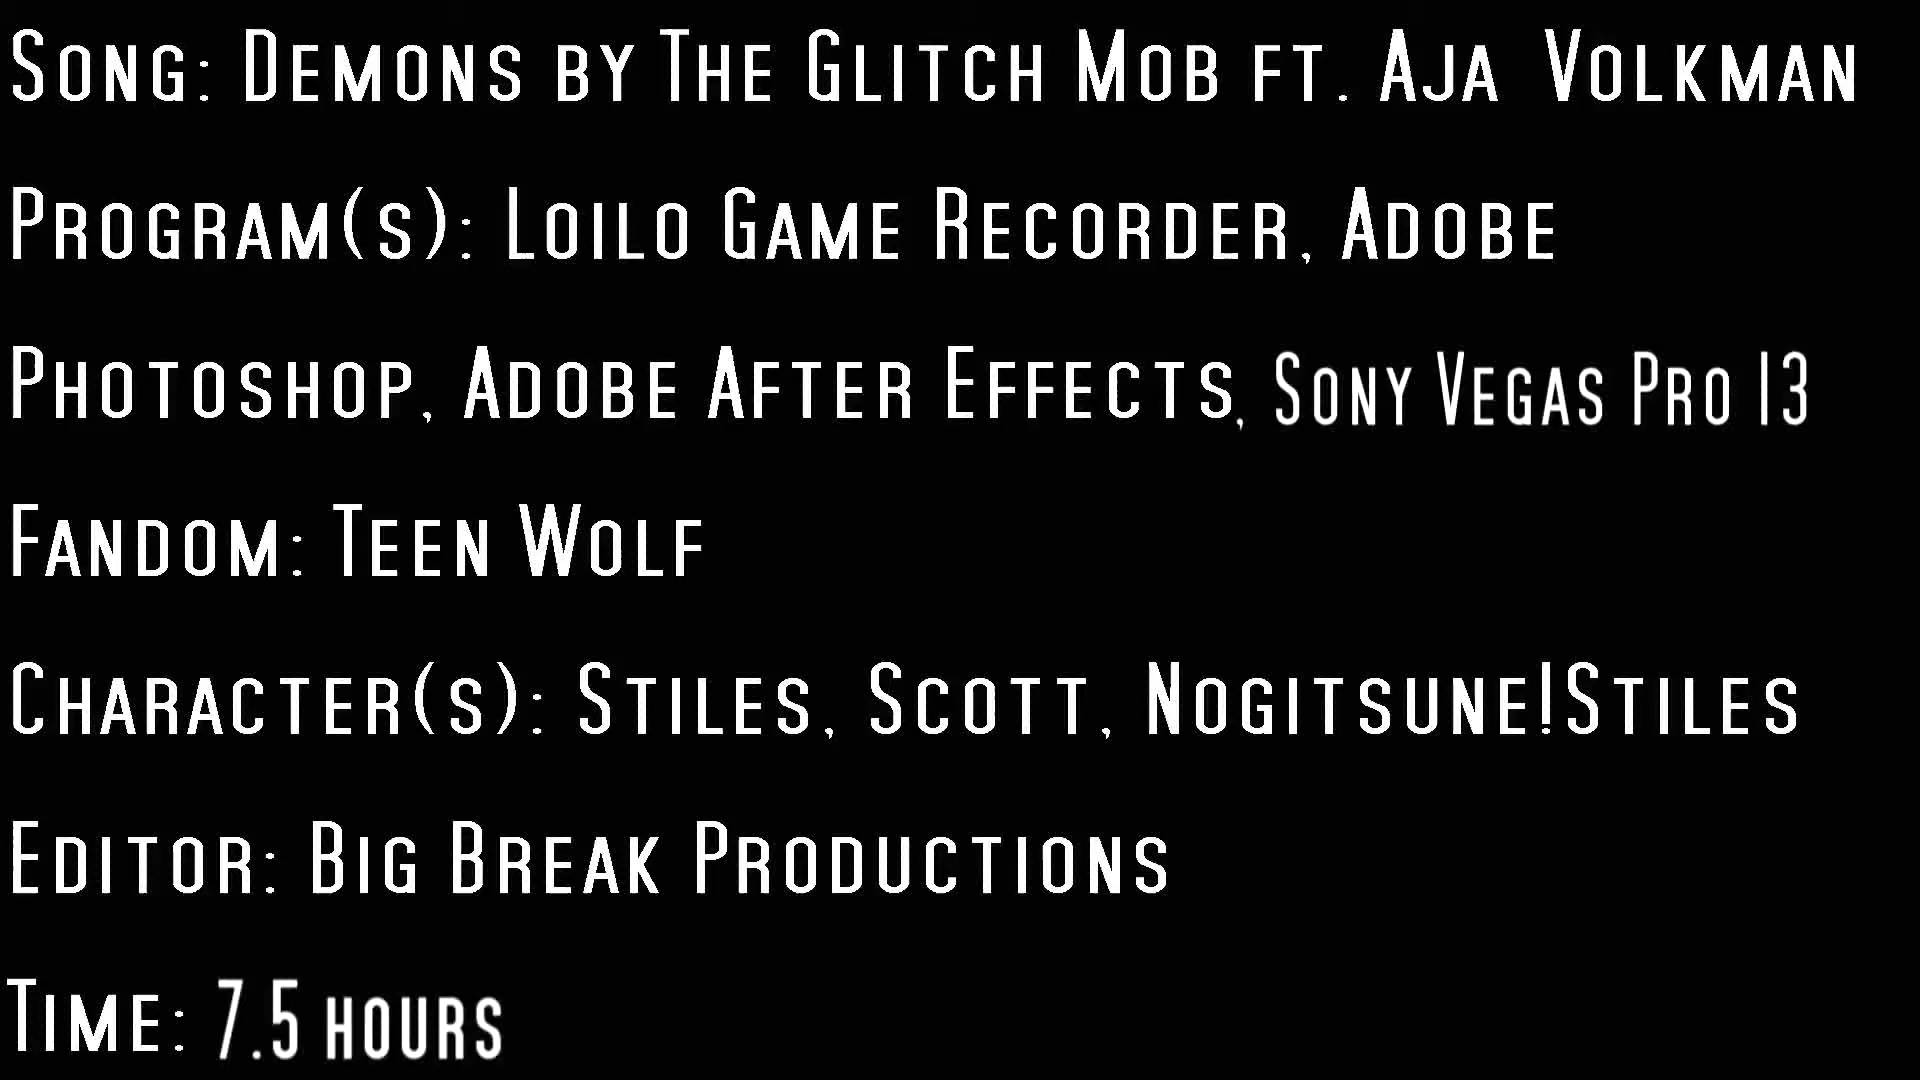 Song: Demons by The Glitch Mob ft. Aja Volkman
Program(s): Loilo Game Recorder, Adobe
Photoshop, Adobe After Effects, Sony Vegas Pro 13
Fandom: Teen Wolf
Character(s): Stiles, Scott, Nogitsune!Stiles
Editor: Big Break Productions
Time: 7.5 hours